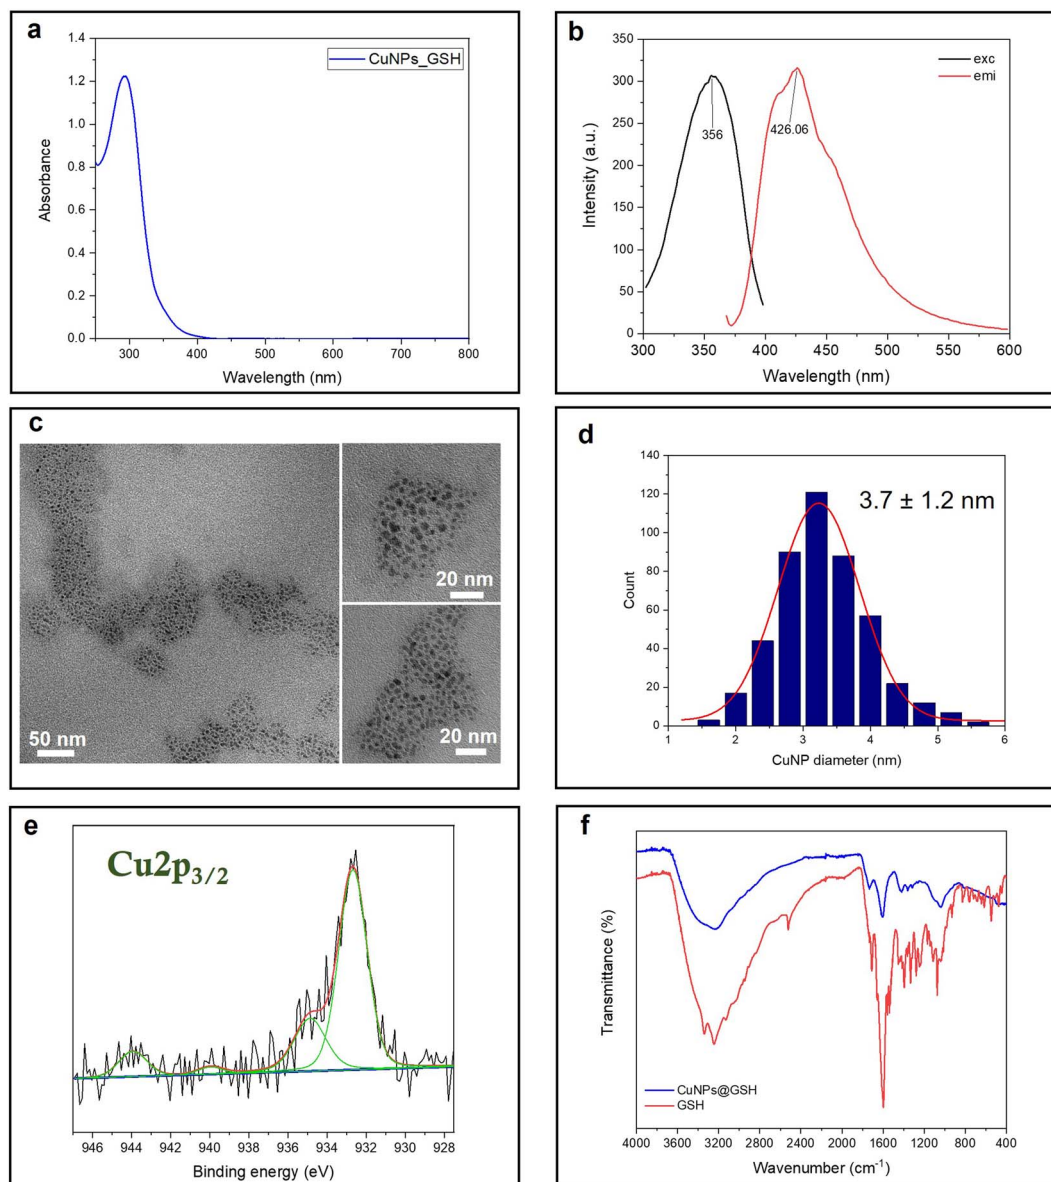 a
1.4
1.2
1.0
0.8
0.6
0.4
0.2
0.0
Absorbance
CuNPs_GSH
300 400 500 600 700 800
Wavelength (nm)
b
350
300
250
200
150
100
50
0
Intensity (a.u.)
exc
emi
356
426.06
300 350 400 450 500 550 600
Wavelength (nm)
c
50 nm
20 nm
20 nm
d
140
120
100
80
60
40
20
0
Count
3.7 ± 1.2 nm
1 2 3 4 5 6
CuNP diameter (nm)
e
Cu2p3/2
946 944 942 940 938 936 934 932 930 928
Binding energy (eV)
f
Transmittance (%)
CuNPs@GSH
GSH
4000 3600 3200 2800 2400 2000 1600 1200 800 400
Wavenumber (cm-1)